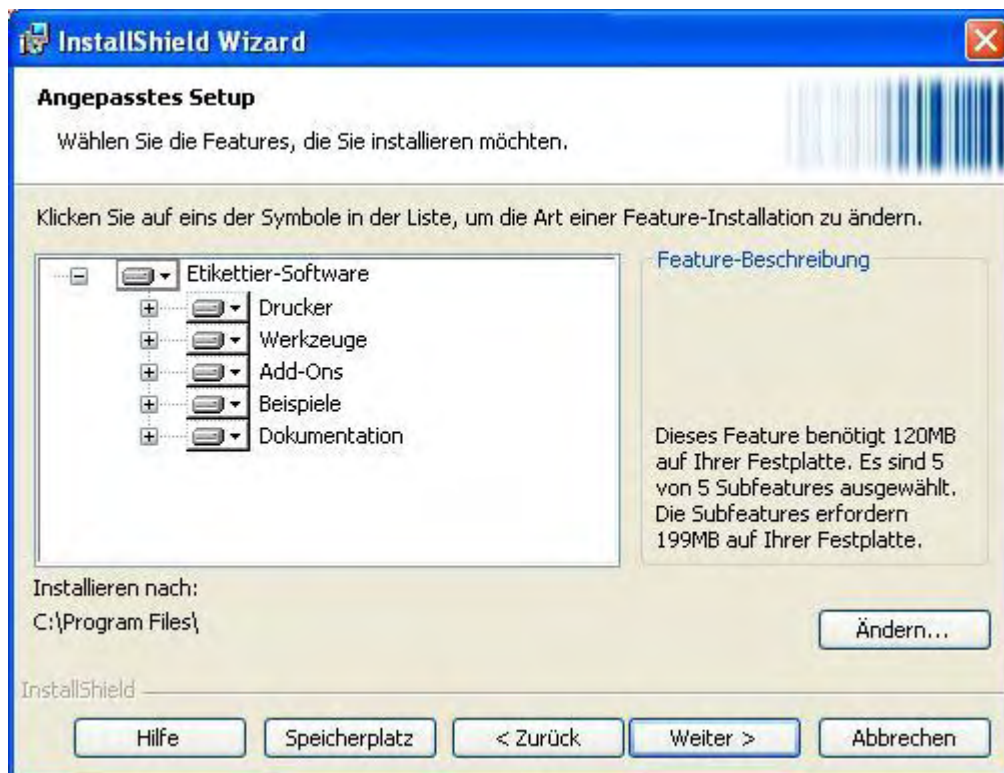 InstallShield Wizard
Angepasstes Setup
Wählen Sie die Features, die Sie installieren möchten.
Klicken Sie auf eins der Symbole in der Liste, um die Art einer Feature-Installation zu ändern.
Etikettier-Software
Drucker
Werkzeuge
Add-Ons
Beispiele
Dokumentation
Feature-Beschreibung
Dieses Feature benötigt 120MB
auf Ihrer Festplatte. Es sind 5
von 5 Subfeatures ausgewählt.
Die Subfeatures erfordern
199MB auf Ihrer Festplatte.
Installieren nach:
C:\Program Files\
Ändern...
InstallShield
Hilfe
Speicherplatz
< Zurück
Weiter >
Abbrechen